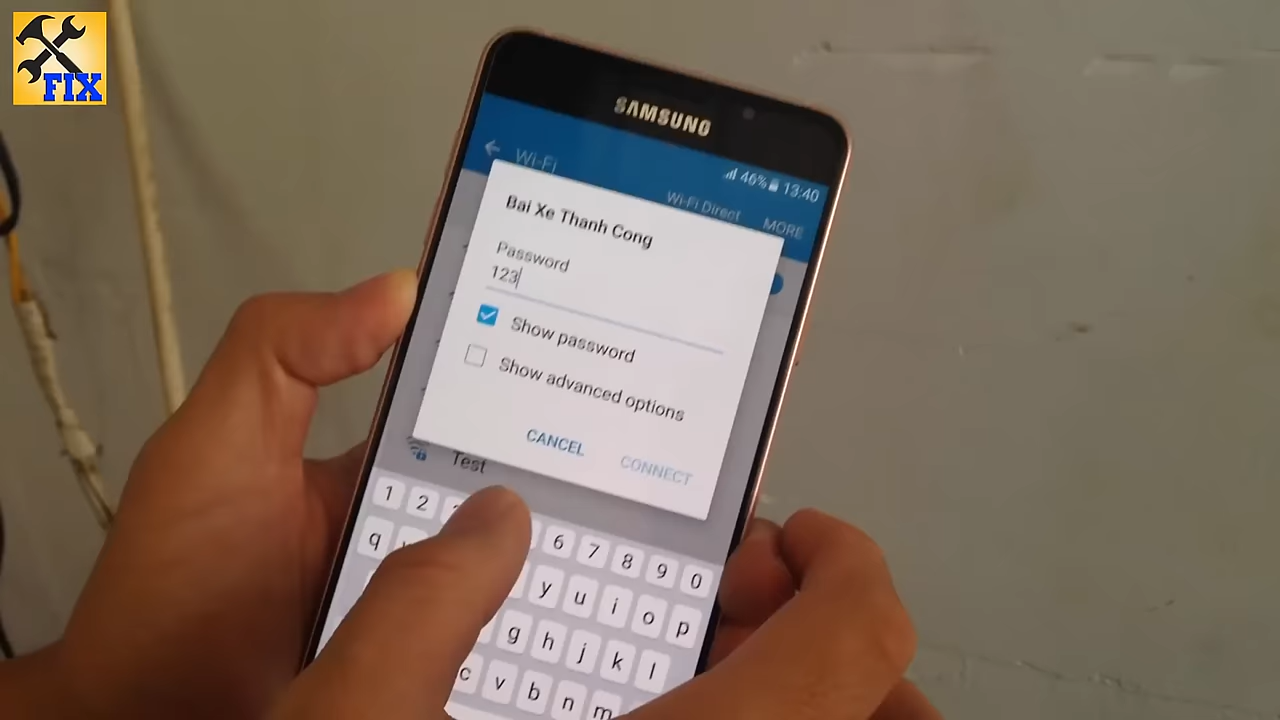 FIX
SAMSUNG
46% 13:40
Wi-Fi
Wi-Fi Direct MORE
Bai Xe Thanh Cong
Password
123
Show password
Show advanced options
CANCEL CONNECT
Test
1 2 6 7 8 9 0
q y u i o p
g h j k l
c v b n m